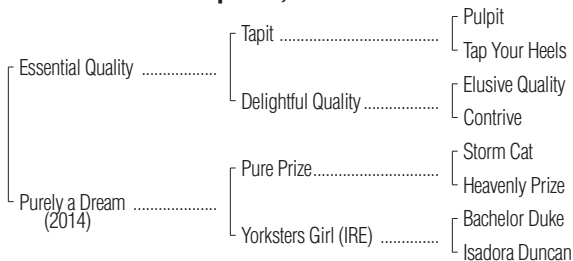 Pulpit
Tapit ........................................
Tap Your Heels
Essential Quality ..................
Elusive Quality
Delightful Quality ..................
Contrive
Storm Cat
Pure Prize...............................
Heavenly Prize
Purely a Dream ....................
(2014)
Bachelor Duke
Yorksters Girl (IRE) ..............
Isadora Duncan